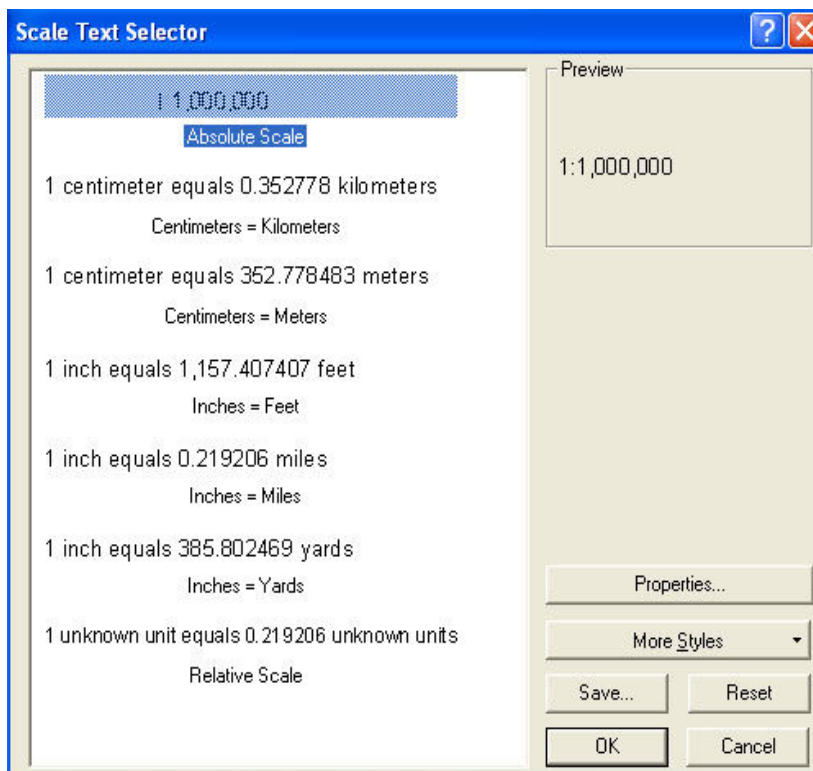 Scale Text Selector
1:1,000,000
Absolute Scale
1 centimeter equals 0.352778 kilometers
Centimeters = Kilometers
1 centimeter equals 352.778483 meters
Centimeters = Meters
1 inch equals 1,157.407407 feet
Inches = Feet
1 inch equals 0.219206 miles
Inches = Miles
1 inch equals 385.802469 yards
Inches = Yards
1 unknown unit equals 0.219206 unknown units
Relative Scale
Preview
1:1,000,000
Properties...
More Styles
Save...
Reset
OK
Cancel